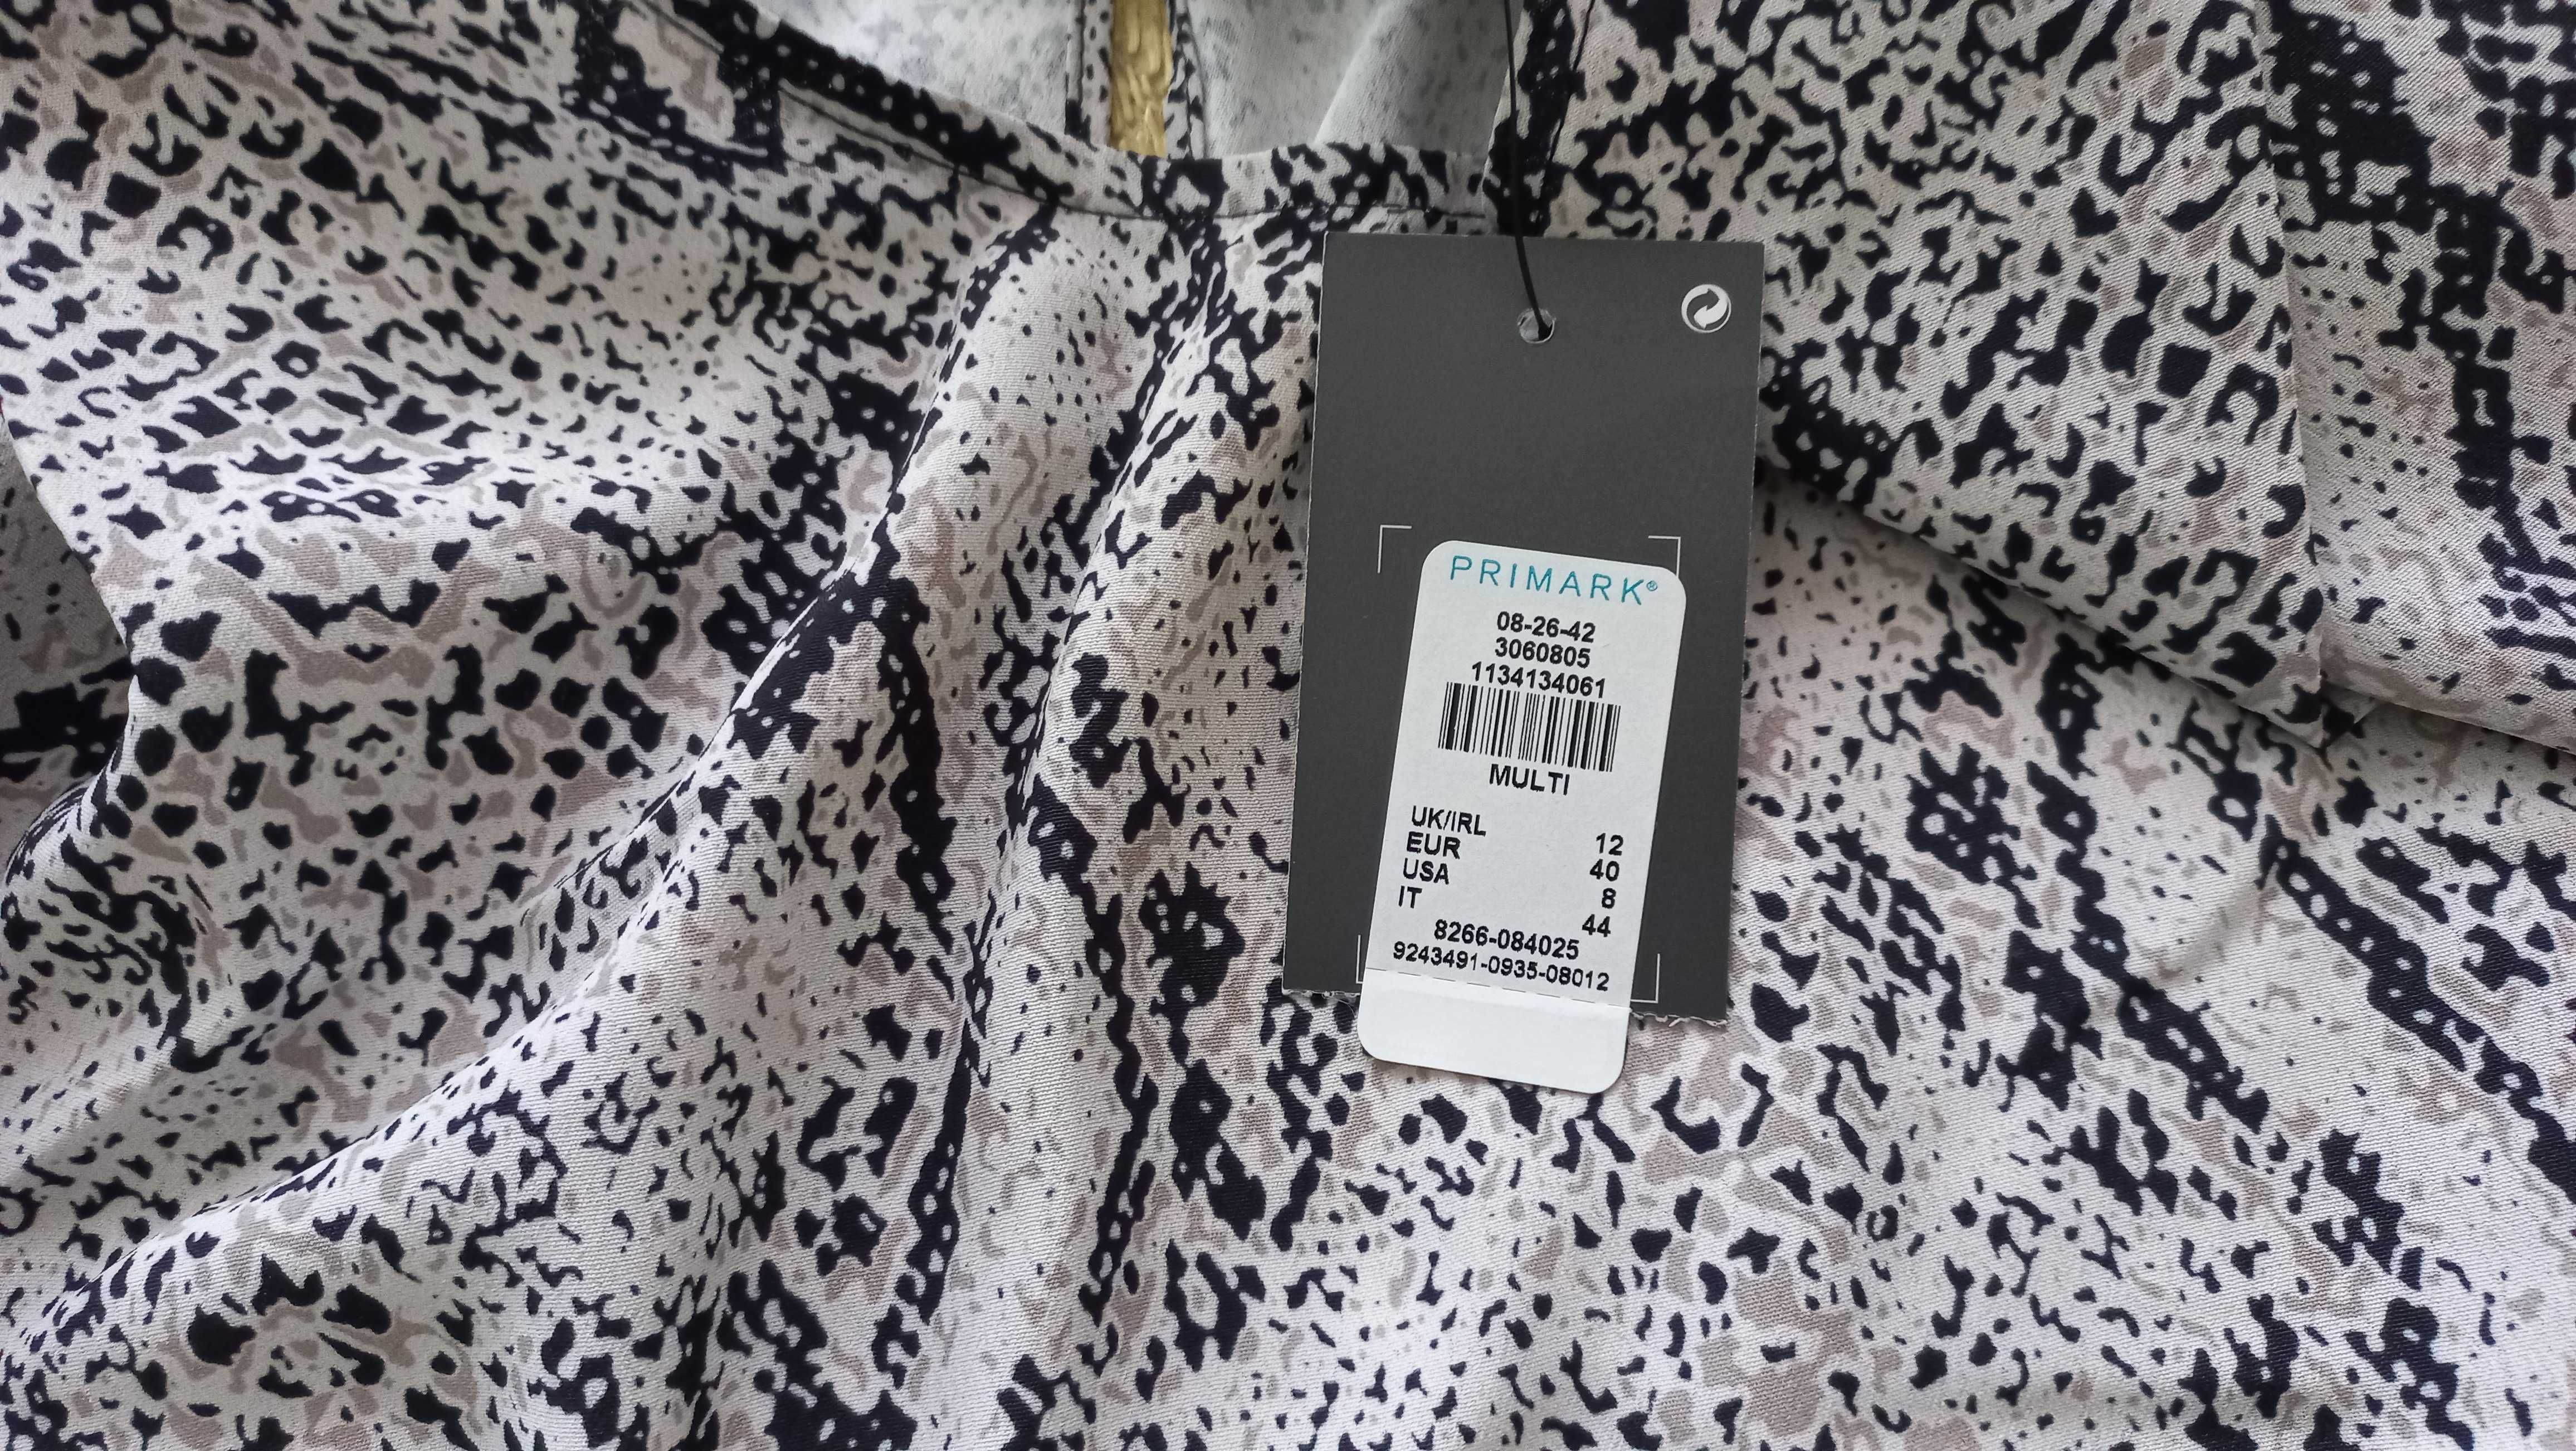 PRIMARK®
08-26-42
3060805
1134134061
MULTI
UK/IRL 12
EUR 40
USA 8
IT 44
8266-084025
9243491-0935-08012